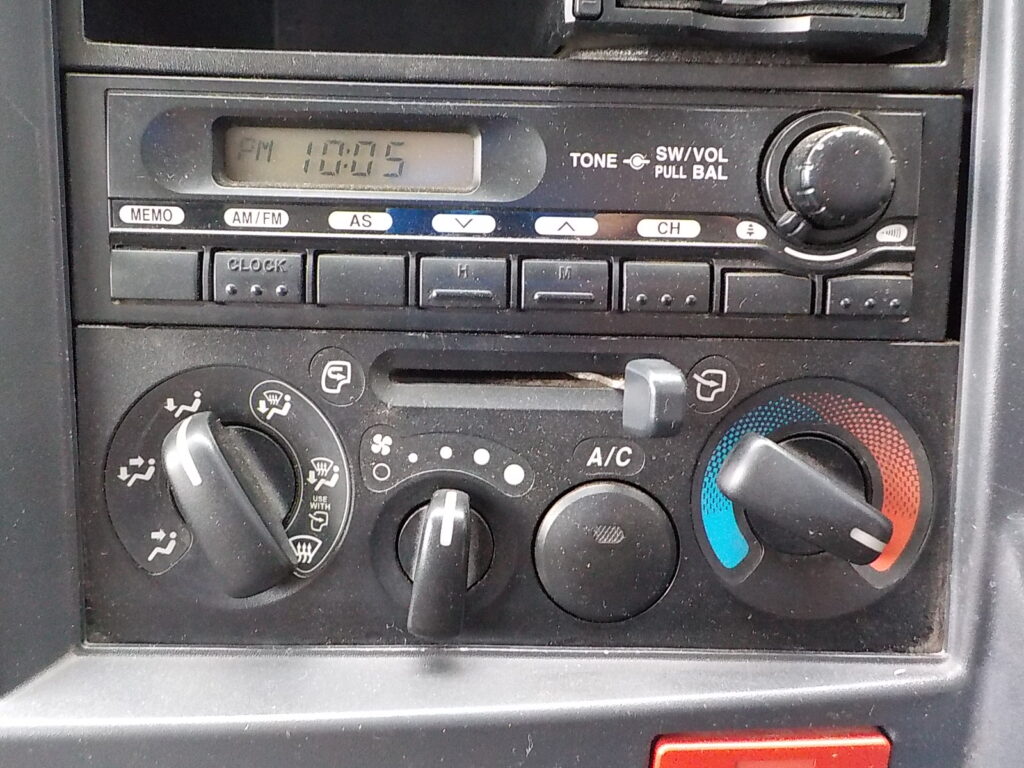 PM 10:05
TONE SW/VOL
PULL BAL
MEMO AM/FM AS CH
CLOCK H M
A/C
USE
WITH